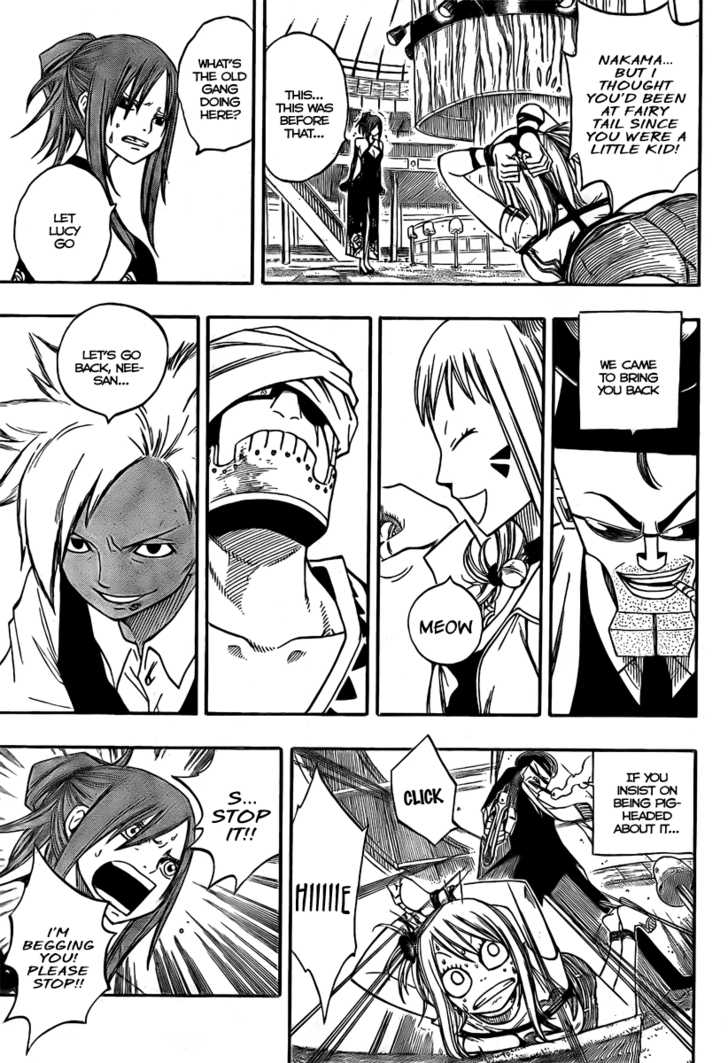 NAKAMA...
BUT I
THOUGHT
YOU'D BEEN
AT FAIRY
TAIL SINCE
YOU WERE A
LITTLE KID!
THIS...
THIS WAS
BEFORE
THAT...
WHAT'S
THE OLD
GANG
DOING
HERE?
LET
LUCY
GO
WE CAME
TO BRING
YOU BACK
MEOW
LET'S GO
BACK, NEE-
SAN...
IF YOU
INSIST ON
BEING PIG-
HEADED
ABOUT IT...
CLICK
HIIIIIE
S...
STOP
IT!!
I'M
BEGGING
YOU!
PLEASE
STOP!!